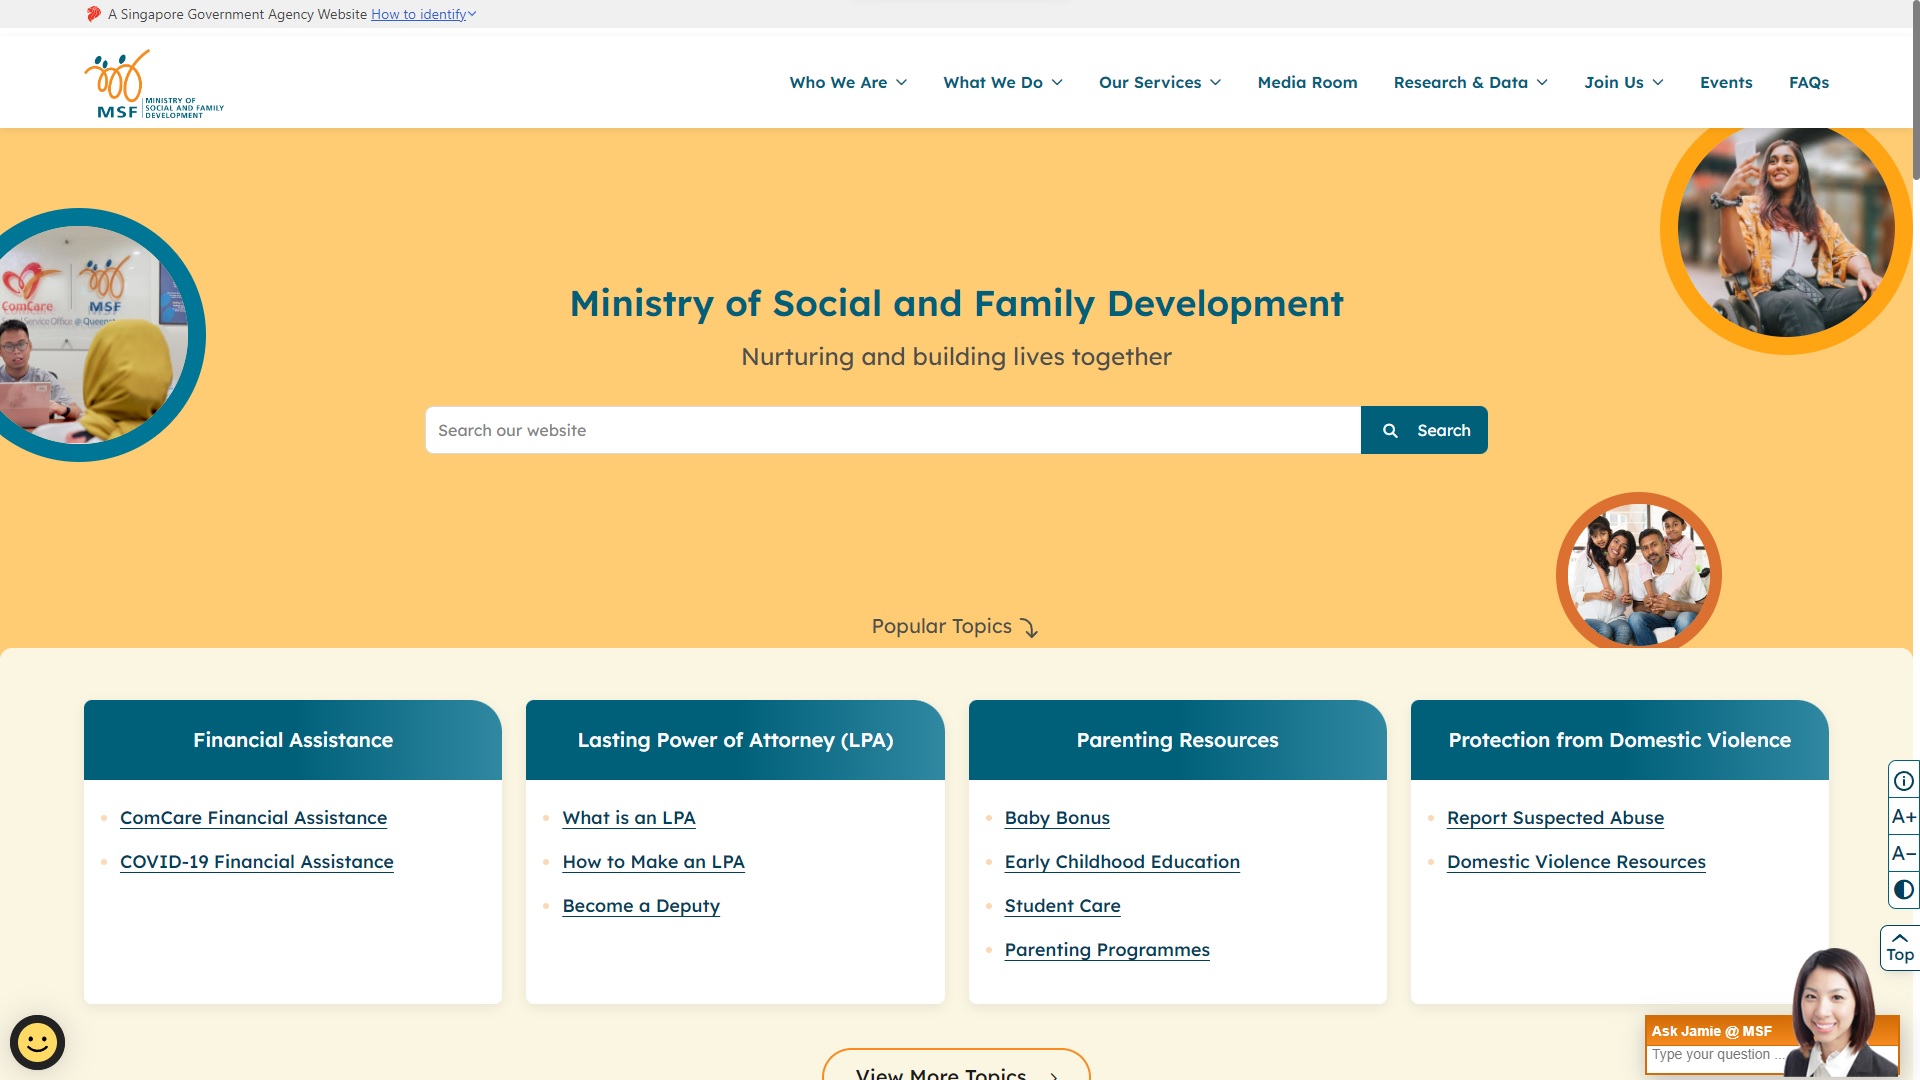 A Singapore Government Agency Website How to identify
MSF
MINISTRY OF
SOCIAL AND FAMILY
DEVELOPMENT
Who We Are
What We Do
Our Services
Media Room
Research & Data
Join Us
Events
FAQs
ComCare
MSF
Service Office @
Ministry of Social and Family Development
Nurturing and building lives together
Search our website
Search
Popular Topics
Financial Assistance
ComCare Financial Assistance
COVID-19 Financial Assistance
Lasting Power of Attorney (LPA)
What is an LPA
How to Make an LPA
Become a Deputy
Parenting Resources
Baby Bonus
Early Childhood Education
Student Care
Parenting Programmes
Protection from Domestic Violence
Report Suspected Abuse
Domestic Violence Resources
A+
A-
Top
Ask Jamie @ MSF
Type your question ...
View More Topics